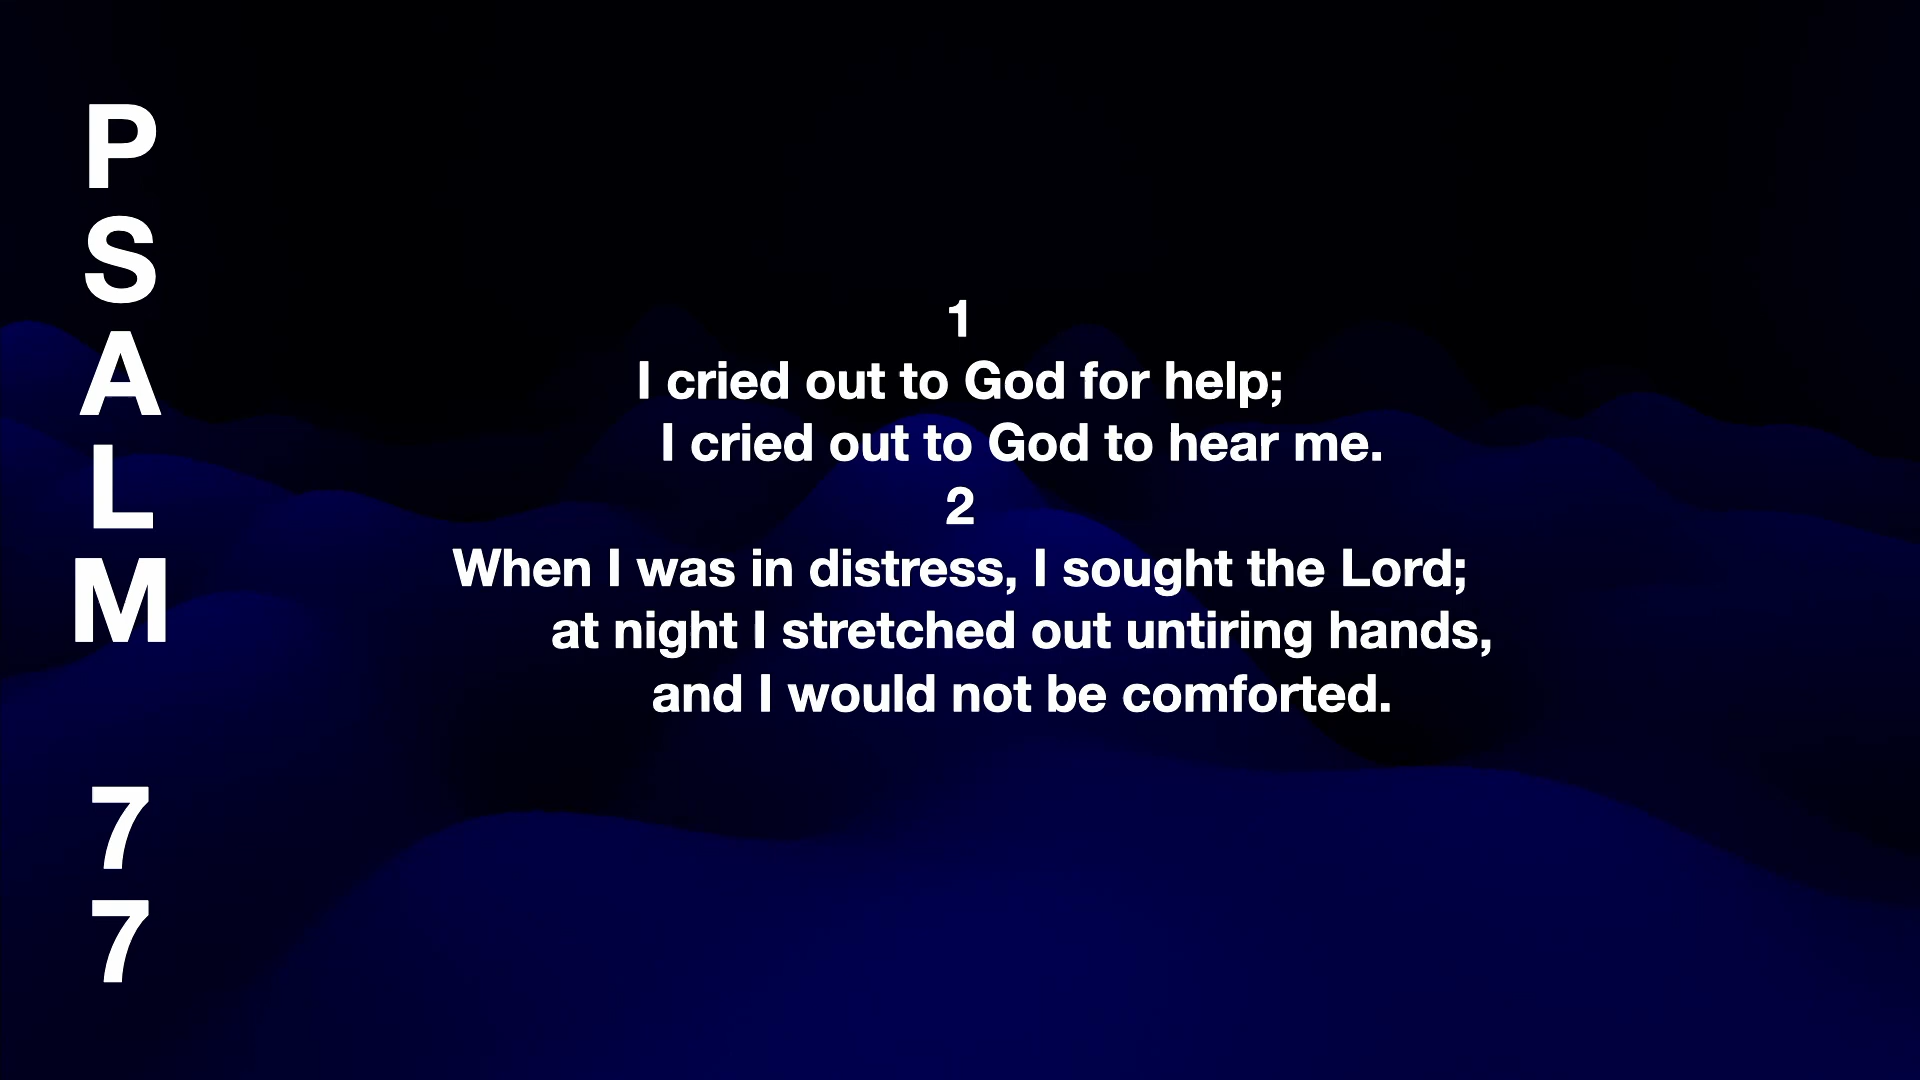 PSALM 77
1
I cried out to God for help;
I cried out to God to hear me.
2
When I was in distress, I sought the Lord;
at night I stretched out untiring hands,
and I would not be comforted.